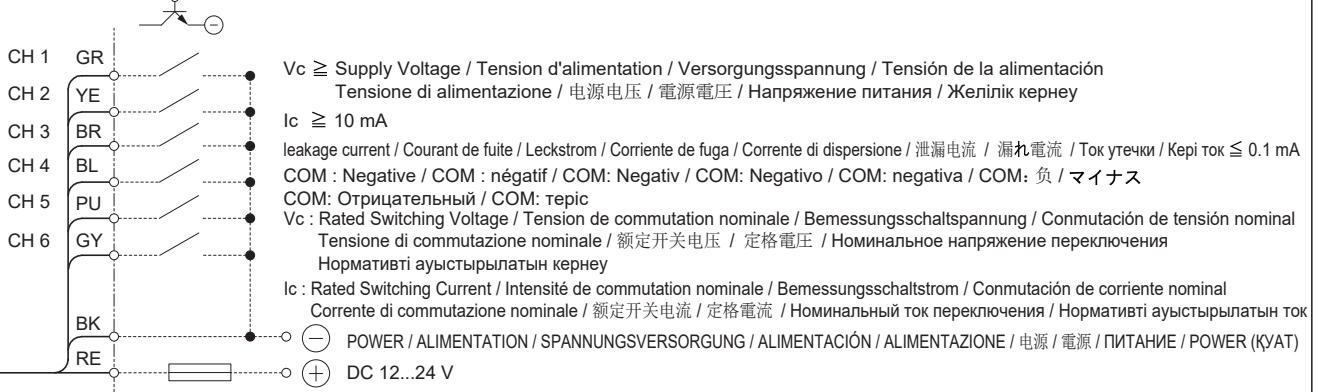 CH 1 GR
CH 2 YE
CH 3 BR
CH 4 BL
CH 5 PU
CH 6 GY
BK
RE
Vc ≧ Supply Voltage / Tension d'alimentation / Versorgungsspannung / Tensión de la alimentación
Tensione di alimentazione / 电源电压 / 電源電圧 / Напряжение питания / Желілік кернеу
Ic ≧ 10 mA
leakage current / Courant de fuite / Leckstrom / Corriente de fuga / Corrente di dispersione / 泄漏电流 / 漏れ電流 / Ток утечки / Кері ток ≦ 0.1 mA
COM : Negative / COM : négatif / COM: Negativ / COM: Negativo / COM: negativa / COM: 负 / マイナス
COM: Отрицательный / COM: теріс
Vc : Rated Switching Voltage / Tension de commutation nominale / Bemessungsschaltspannung / Conmutación de tensión nominal
Tensione di commutazione nominale / 额定开关电压 / 定格電圧 / Номинальное напряжение переключения
Нормативті ауыстырылатын кернеу
Ic : Rated Switching Current / Intensité de commutation nominale / Bemessungsschaltstrom / Conmutación de corriente nominal
Corrente di commutazione nominale / 额定开关电流 / 定格電流 / Номинальный ток переключения / Нормативті ауыстырылатын ток
POWER / ALIMENTATION / SPANNUNGSVERSORGUNG / ALIMENTACIÓN / ALIMENTAZIONE / 电源 / 電源 / ПИТАНИЕ / POWER (ҚУАТ)
DC 12...24 V